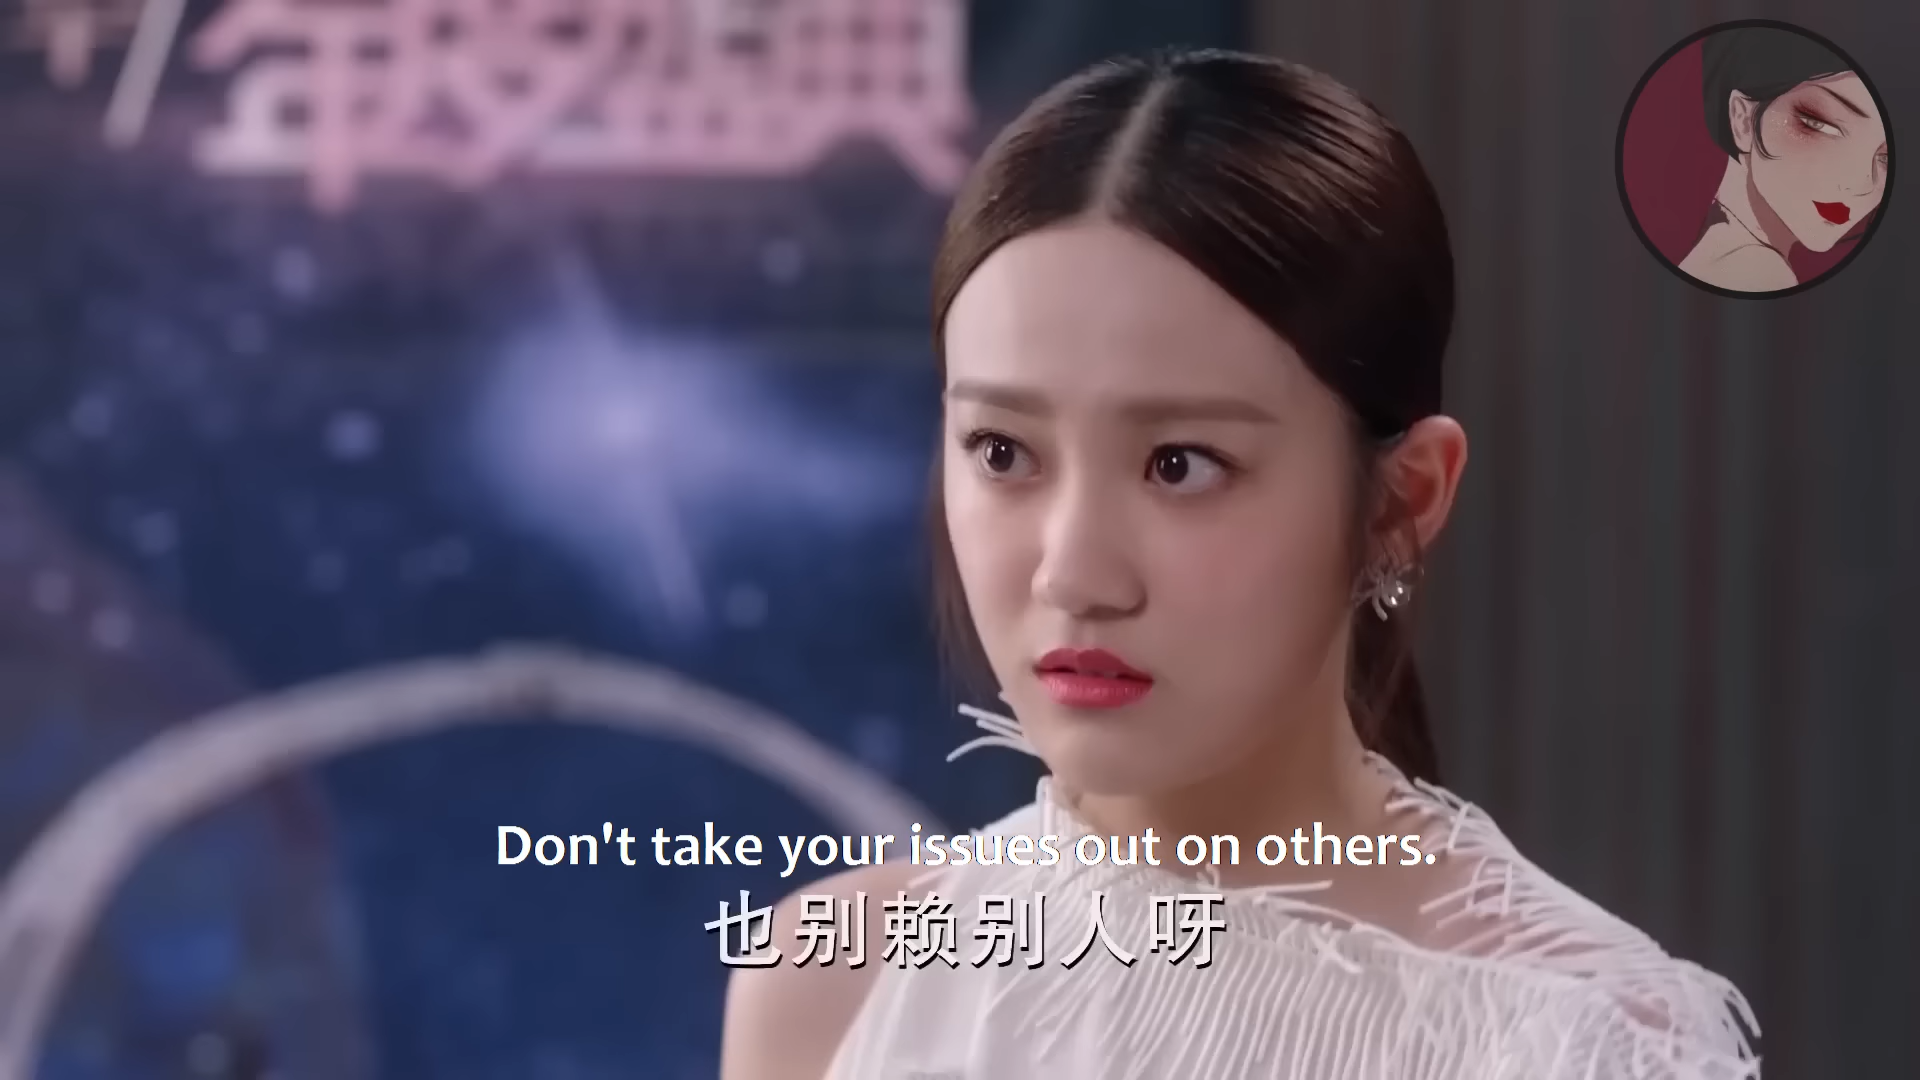 Don't take your issues out on others.
也别赖别人呀